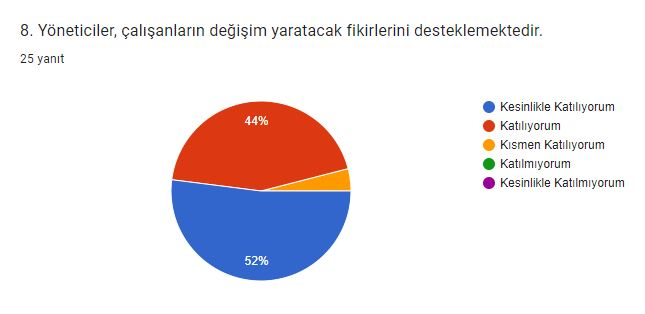 8. Yöneticiler, çalışanların değişim yaratacak fikirlerini desteklemektedir.
25 yanıt
44%
52%
Kesinlikle Katılıyorum
Katılıyorum
Kısmen Katılıyorum
Katılmıyorum
Kesinlikle Katılmıyorum